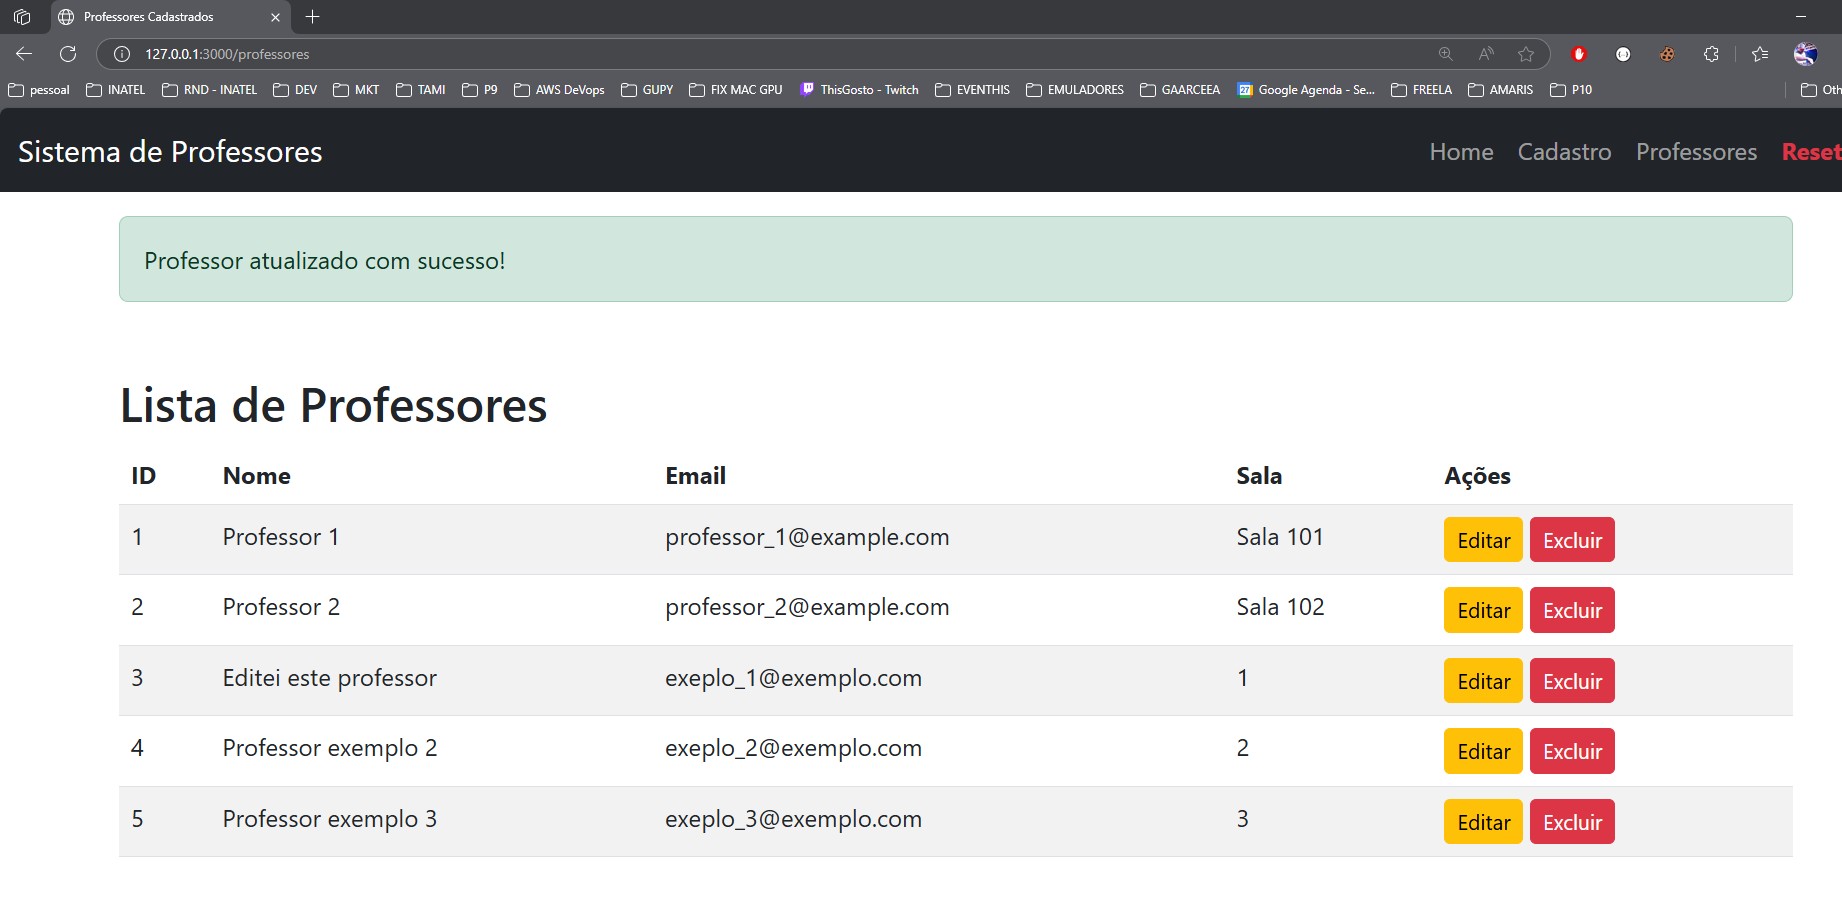 Professores Cadastrados
127.0.0.1:3000/professores
pessoal INATEL RND - INATEL DEV MKT TAMI P9 AWS DeVops GUPY FIX MAC GPU ThisGosto - Twitch EVENTHIS EMULADORES GAARCEEA 27 Google Agenda - Se... FREELA AMARIS P10 Oth
Sistema de Professores Home Cadastro Professores Reset
Professor atualizado com sucesso!
Lista de Professores
ID Nome Email Sala Ações
1 Professor 1 professor_1@example.com Sala 101 Editar Excluir
2 Professor 2 professor_2@example.com Sala 102 Editar Excluir
3 Editei este professor exeplo_1@exemplo.com 1 Editar Excluir
4 Professor exemplo 2 exeplo_2@exemplo.com 2 Editar Excluir
5 Professor exemplo 3 exeplo_3@exemplo.com 3 Editar Excluir